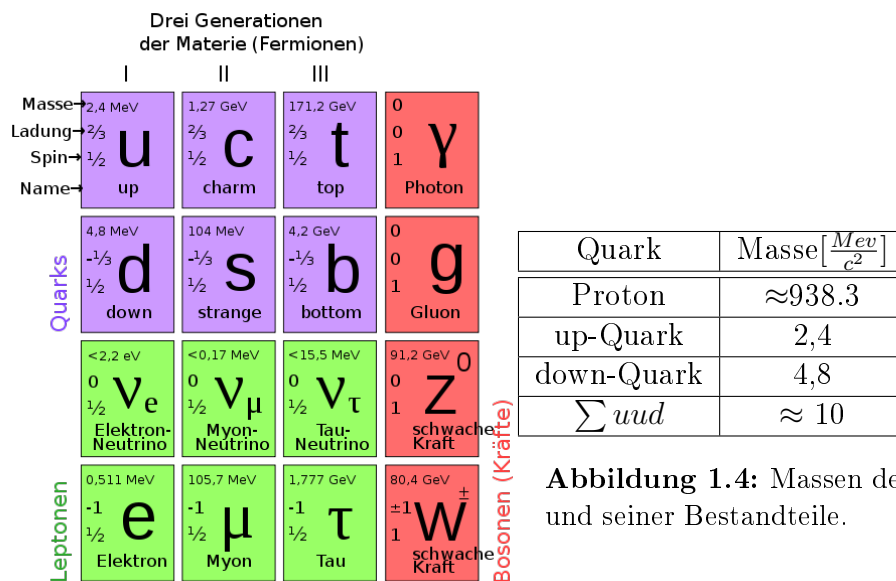 Drei Generationen
der Materie (Fermionen)
I II III
Masse→
Ladung→
Spin→
Name→
2,4 MeV
⅔
½
u
up
1,27 GeV
⅔
½
c
charm
171,2 GeV
⅔
½
t
top
0
0
1
γ
Photon
Quarks
4,8 MeV
-⅓
½
d
down
104 MeV
-⅓
½
s
strange
4,2 GeV
-⅓
½
b
bottom
0
0
1
g
Gluon
<2,2 eV
0
½
νe
Elektron-
Neutrino
<0,17 MeV
0
½
νμ
Myon-
Neutrino
<15,5 MeV
0
½
ντ
Tau-
Neutrino
91,2 GeV
0
1
Z0
schwache
Kraft
Leptonen
0,511 MeV
-1
½
e
Elektron
105,7 MeV
-1
½
μ
Myon
1,777 GeV
-1
½
τ
Tau
80,4 GeV
±1
1
W±
schwache
Kraft
Bosonen (Kräfte)
Quark Masse[Mev/c²]
Proton ≈938.3
up-Quark 2,4
down-Quark 4,8
∑ uud ≈ 10
Abbildung 1.4: Massen de
und seiner Bestandteile.